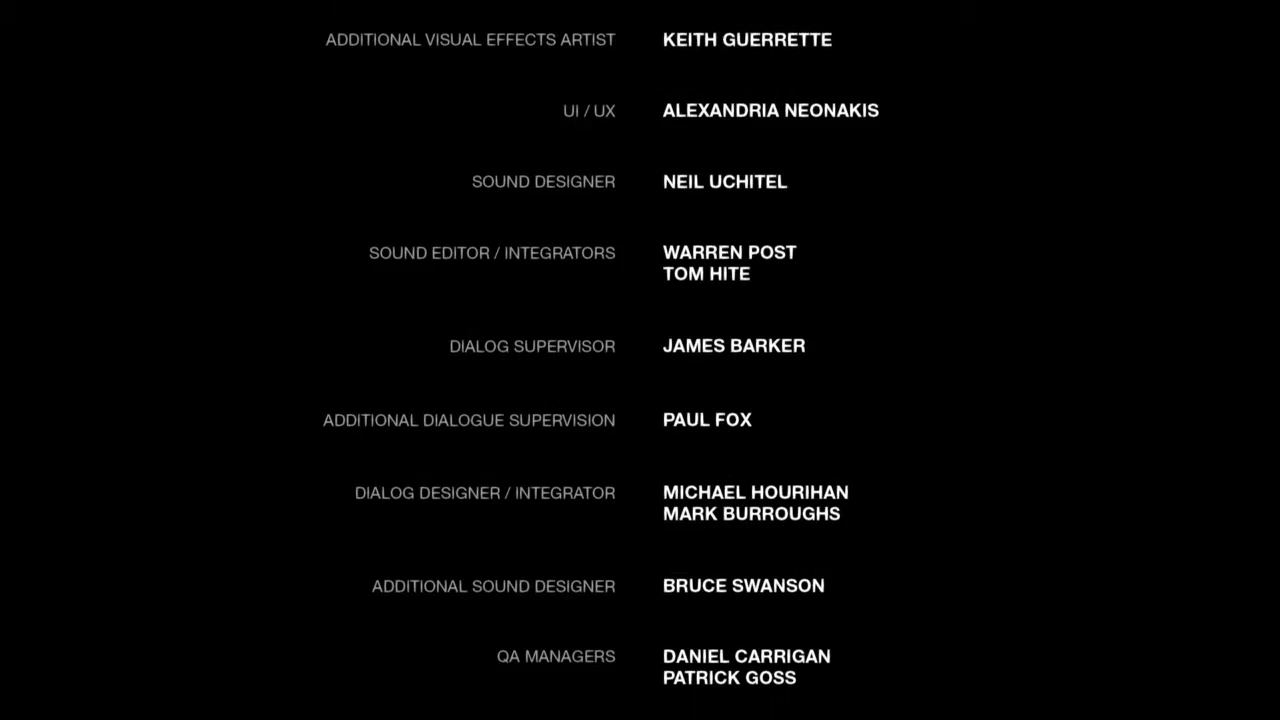 ADDITIONAL VISUAL EFFECTS ARTIST KEITH GUERRETTE
UI / UX ALEXANDRIA NEONAKIS
SOUND DESIGNER NEIL UCHITEL
SOUND EDITOR / INTEGRATORS WARREN POST
TOM HITE
DIALOG SUPERVISOR JAMES BARKER
ADDITIONAL DIALOGUE SUPERVISION PAUL FOX
DIALOG DESIGNER / INTEGRATOR MICHAEL HOURIHAN
MARK BURROUGHS
ADDITIONAL SOUND DESIGNER BRUCE SWANSON
QA MANAGERS DANIEL CARRIGAN
PATRICK GOSS